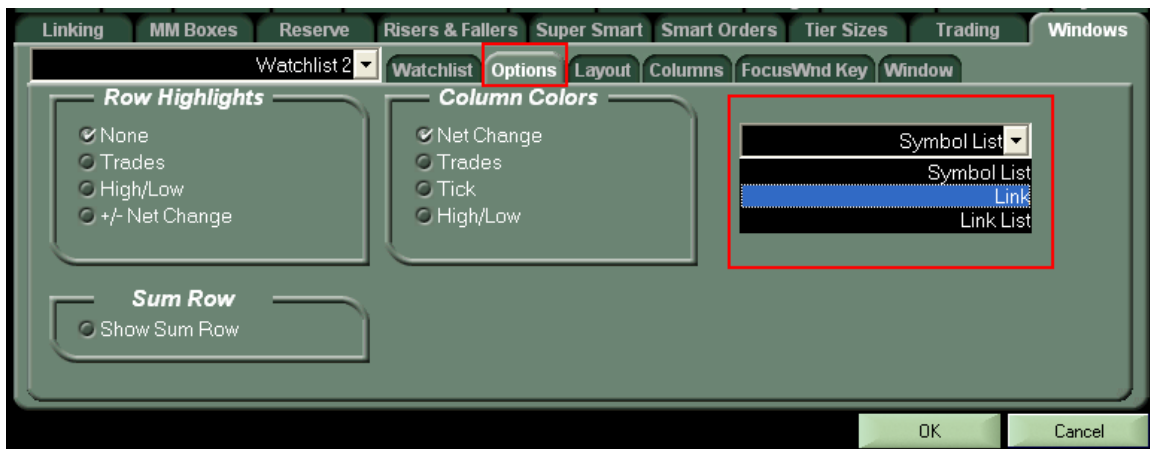 Linking MM Boxes Reserve Risers & Fallers Super Smart Smart Orders Tier Sizes Trading Windows
Watchlist 2 Watchlist Options Layout Columns FocusWnd Key Window
Row Highlights
None
Trades
High/Low
+/- Net Change
Column Colors
Net Change
Trades
Tick
High/Low
Symbol List
Symbol List
Link
Link List
Sum Row
Show Sum Row
OK Cancel